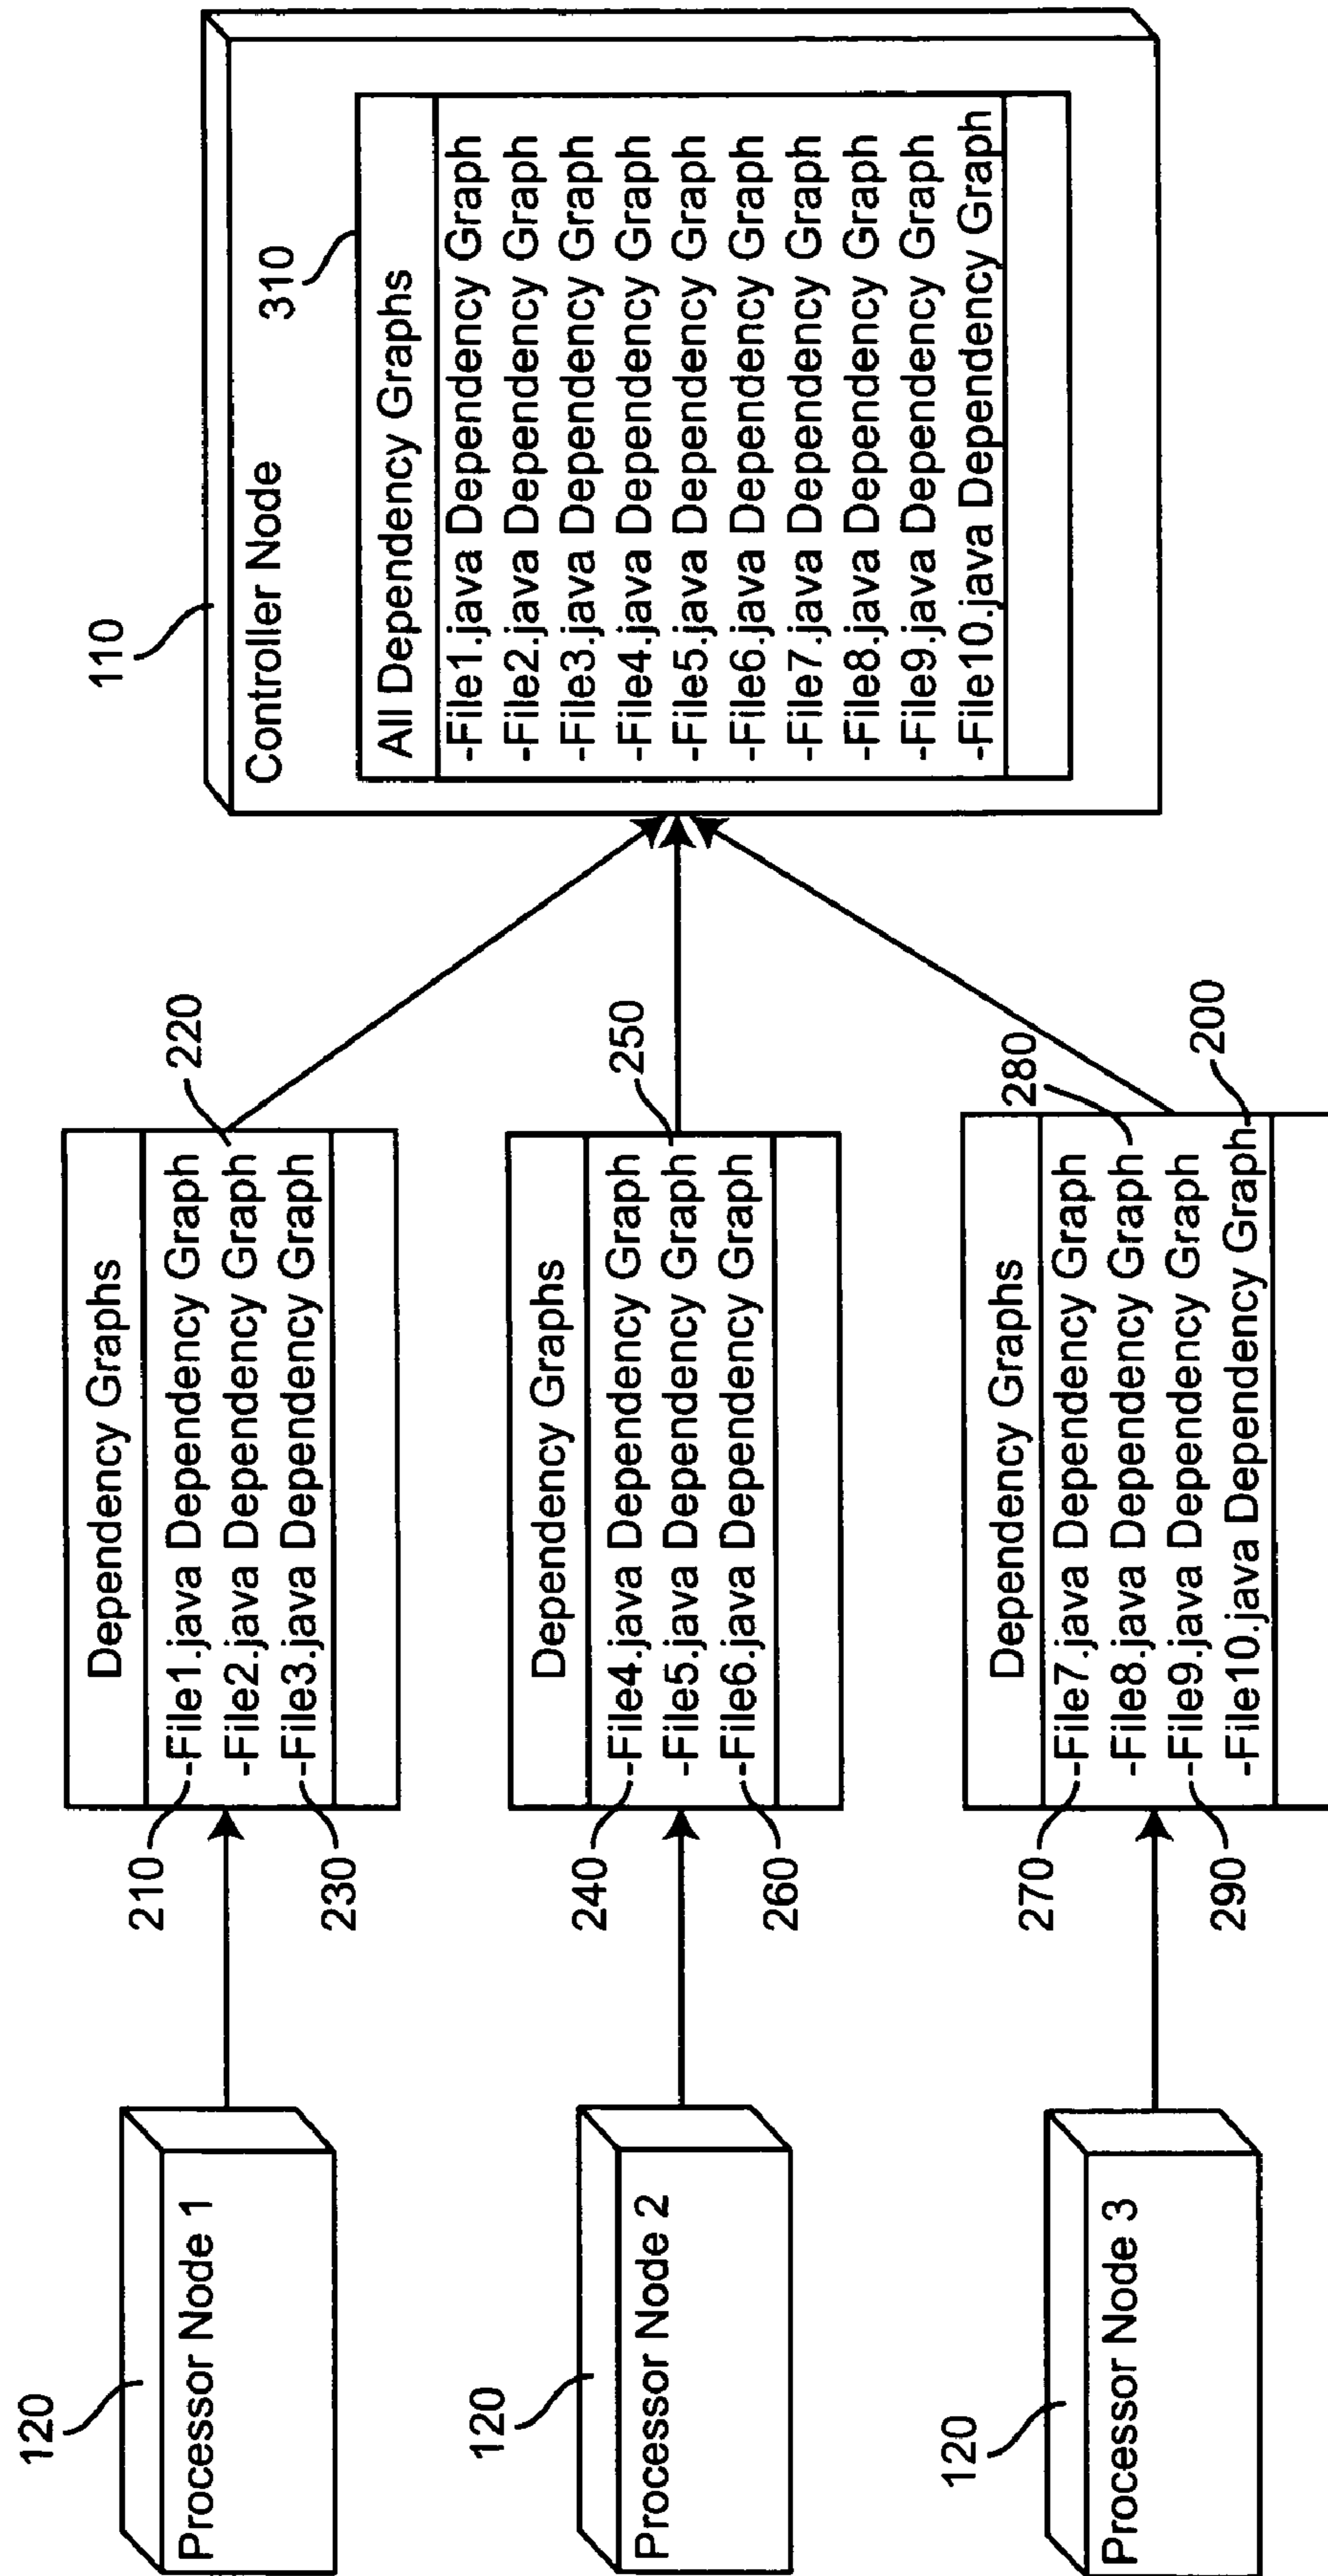 120
Processor Node 1
210
230
Dependency Graphs
-File1.java Dependency Graph
-File2.java Dependency Graph
-File3.java Dependency Graph
220
120
Processor Node 2
240
260
Dependency Graphs
-File4.java Dependency Graph
-File5.java Dependency Graph
-File6.java Dependency Graph
250
120
Processor Node 3
270
290
Dependency Graphs
-File7.java Dependency Graph
-File8.java Dependency Graph
-File9.java Dependency Graph
-File10.java Dependency Graph
280
200
110
Controller Node
310
All Dependency Graphs
-File1.java Dependency Graph
-File2.java Dependency Graph
-File3.java Dependency Graph
-File4.java Dependency Graph
-File5.java Dependency Graph
-File6.java Dependency Graph
-File7.java Dependency Graph
-File8.java Dependency Graph
-File9.java Dependency Graph
-File10.java Dependency Graph